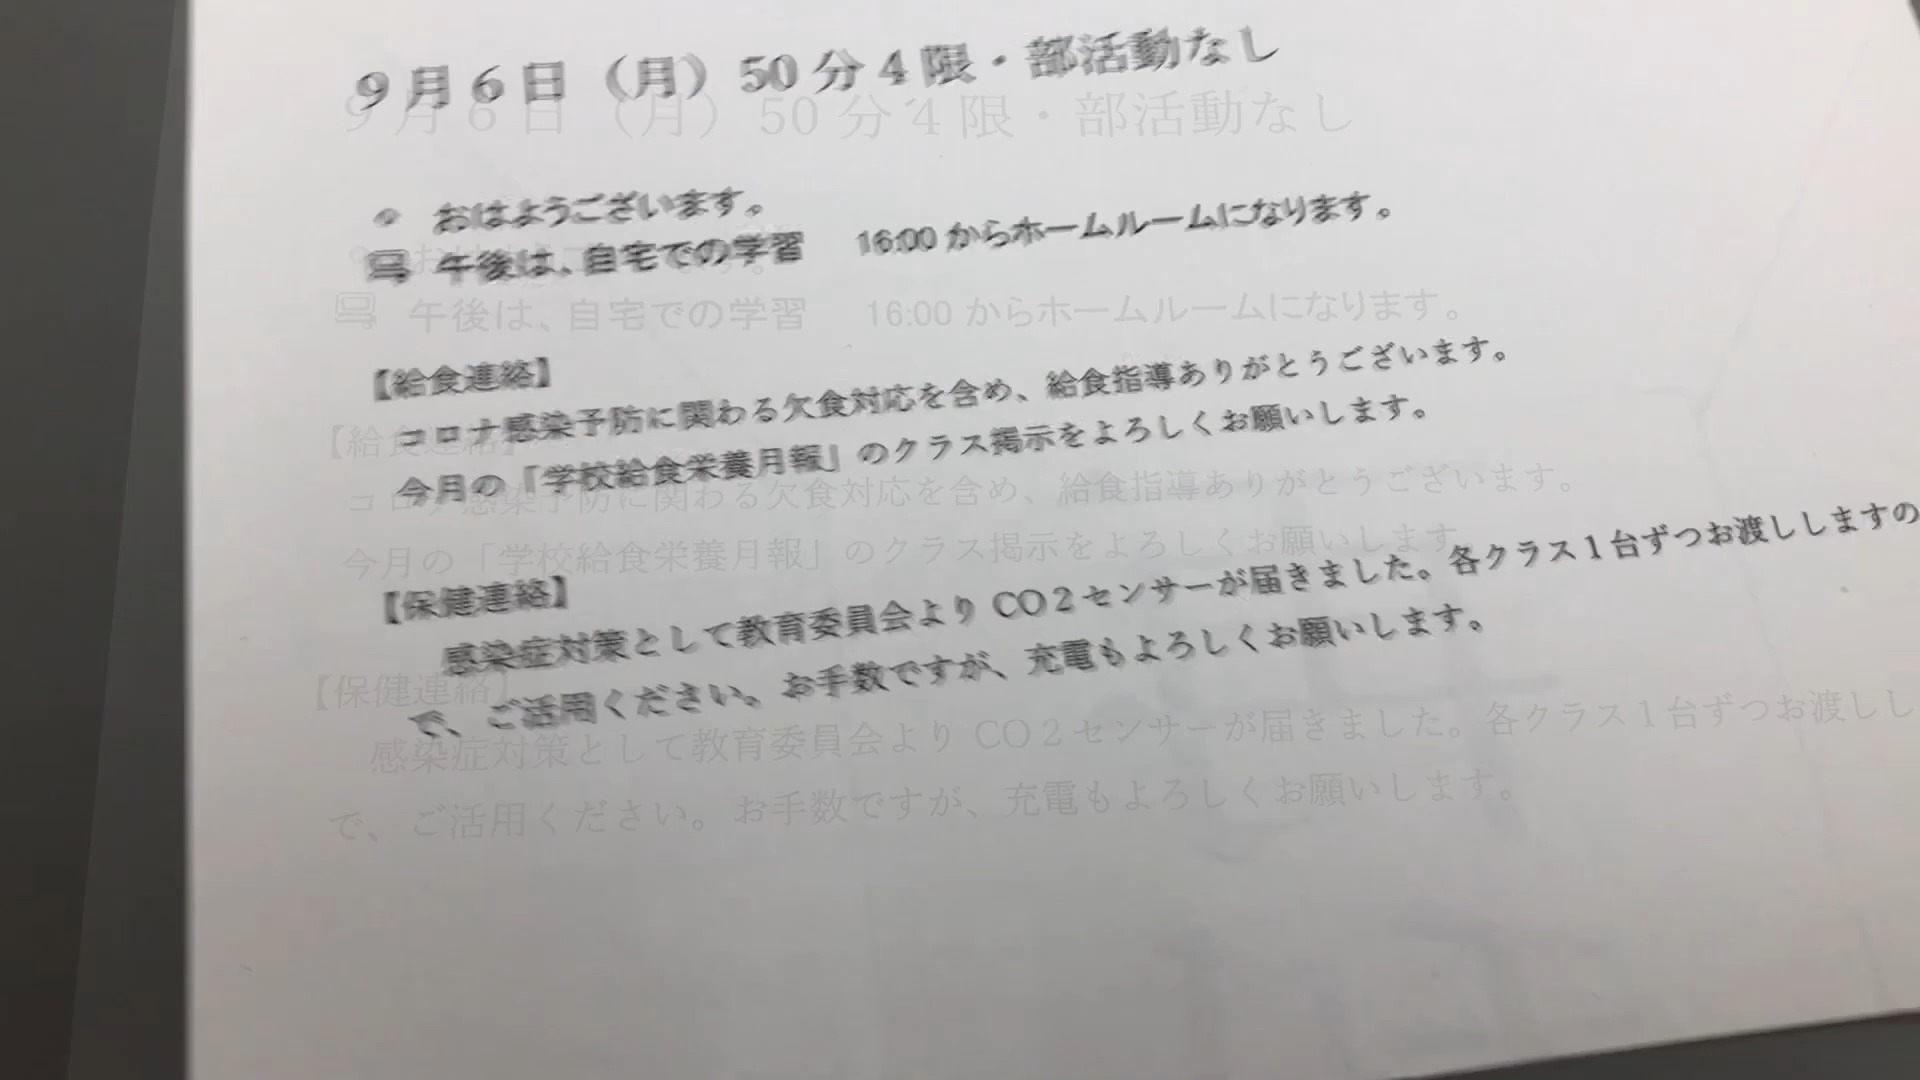 9月6日（月）50分4限・部活動なし
おはようございます。
午後は、自宅での学習　16:00からホームルームになります。
【給食連絡】
コロナ感染予防に関わる欠食対応を含め、給食指導ありがとうございます。
今月の「学校給食栄養月報」のクラス掲示をよろしくお願いします。
【保健連絡】
感染症対策として教育委員会よりCO2センサーが届きました。各クラス1台ずつお渡ししますの
で、ご活用ください。お手数ですが、充電もよろしくお願いします。